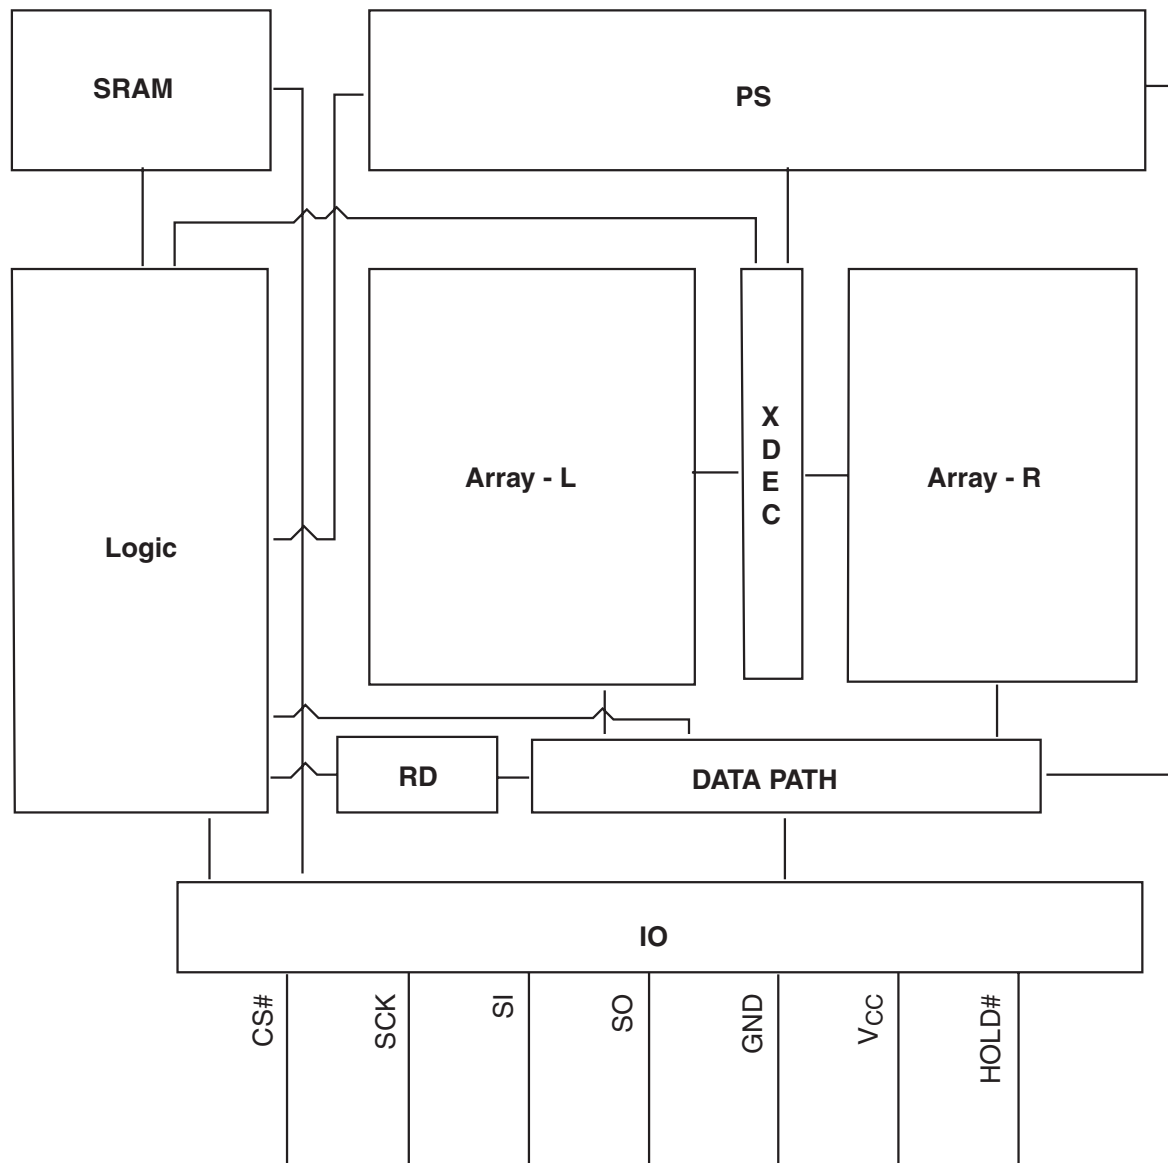 SRAM
PS
Logic
Array - L
X
D
E
C
Array - R
RD
DATA PATH
IO
CS#
SCK
SI
SO
GND
VCC
HOLD#